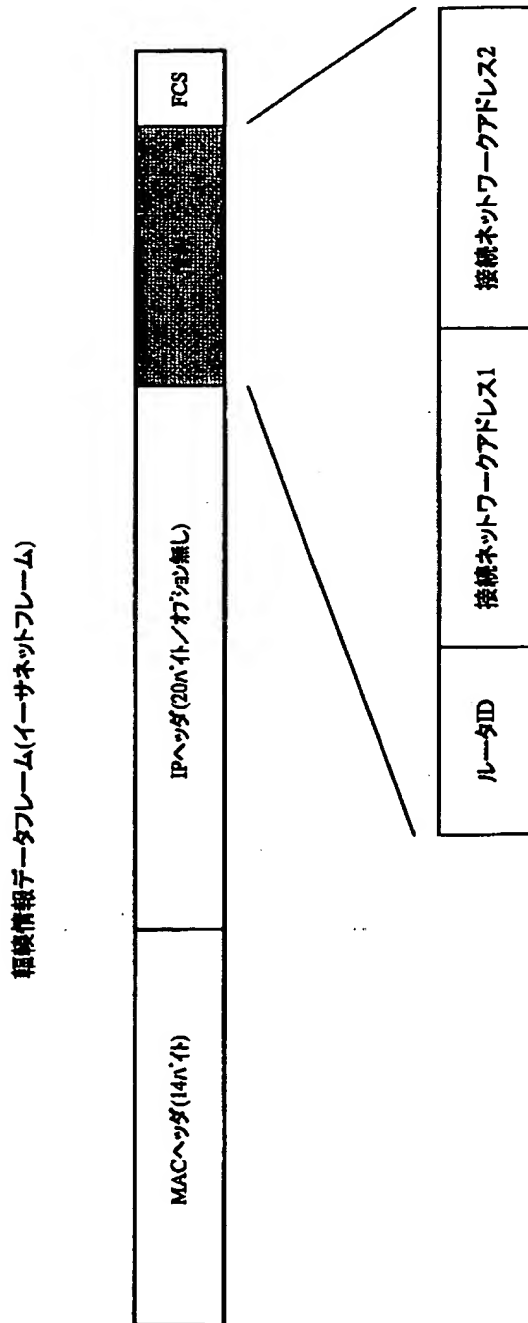 輻輳情報データフレーム(イーサネットフレーム)
MACヘッダ(14バイト)
IPヘッダ(20バイト/オプション無し)
FCS
ルータID
接続ネットワークアドレス1
接続ネットワークアドレス2